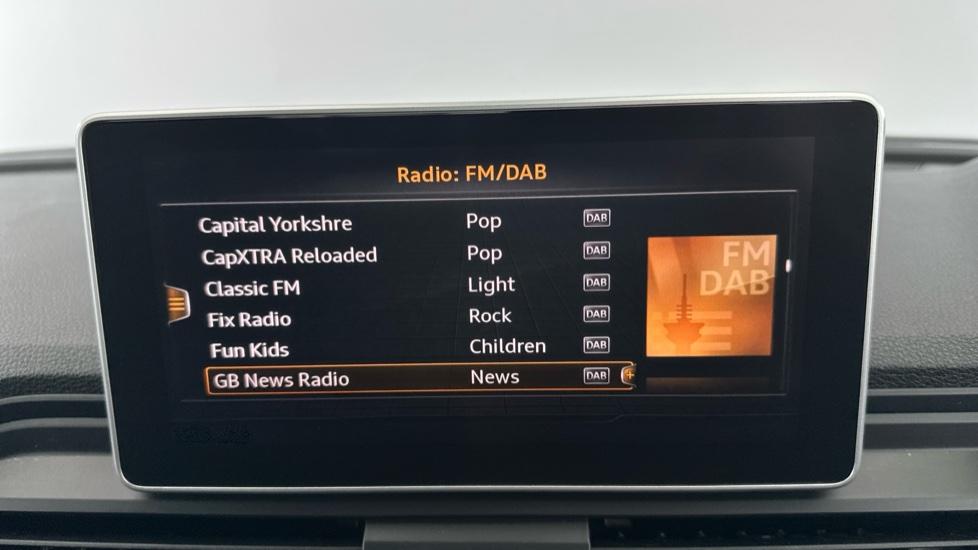 Radio: FM/DAB
Capital Yorkshre Pop DAB
CapXTRA Reloaded Pop DAB
Classic FM Light DAB
Fix Radio Rock DAB
Fun Kids Children DAB
GB News Radio News DAB
FM
DAB